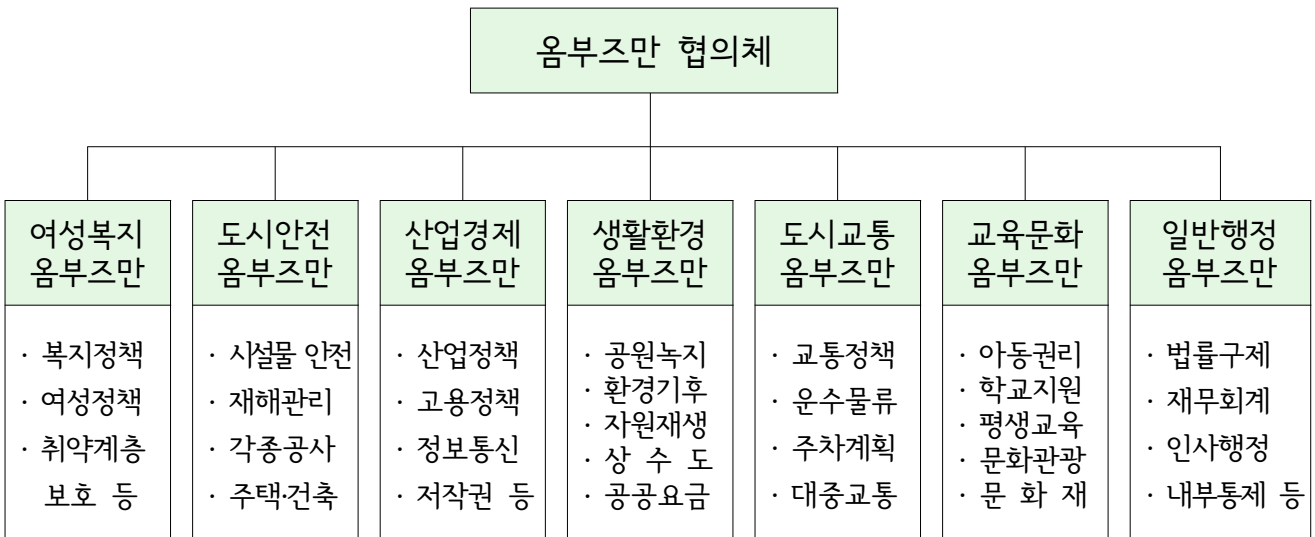 옴부즈만 협의체
여성복지
옴부즈만
· 복지정책
· 여성정책
· 취약계층
보호 등
도시안전
옴부즈만
· 시설물 안전
· 재해관리
· 각종공사
· 주택·건축
산업경제
옴부즈만
· 산업정책
· 고용정책
· 정보통신
· 저작권 등
생활환경
옴부즈만
· 공원녹지
· 환경기후
· 자원재생
· 상 수 도
· 공공요금
도시교통
옴부즈만
· 교통정책
· 운수물류
· 주차계획
· 대중교통
교육문화
옴부즈만
· 아동권리
· 학교지원
· 평생교육
· 문화관광
· 문 화 재
일반행정
옴부즈만
· 법률구제
· 재무회계
· 인사행정
· 내부통제 등